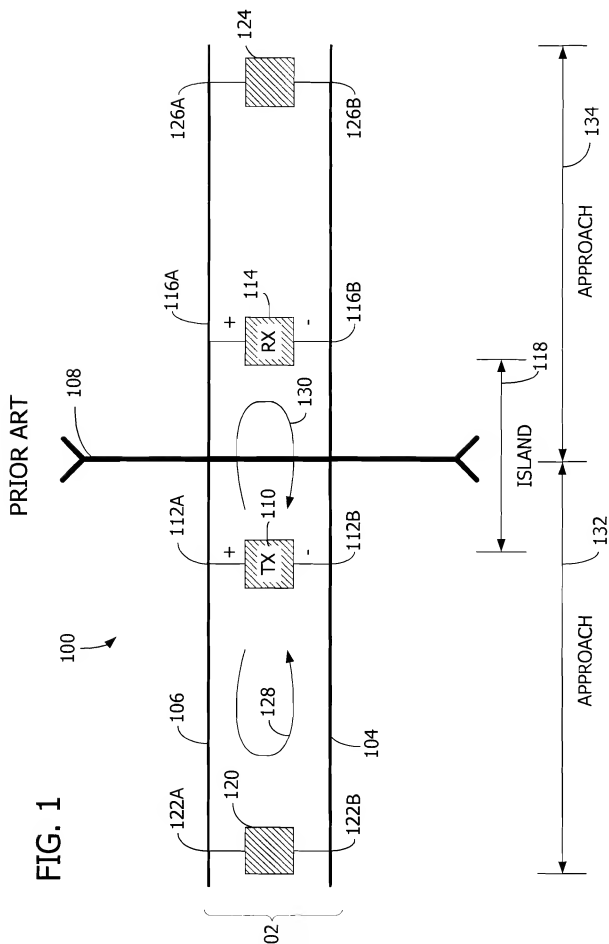 PRIOR ART
FIG. 1
100
108
122A
120
106
112A
110
116A
114
126A
124
+
TX
-
+
RX
-
128
130
02
122B
104
112B
116B
126B
ISLAND
118
APPROACH
132
APPROACH
134